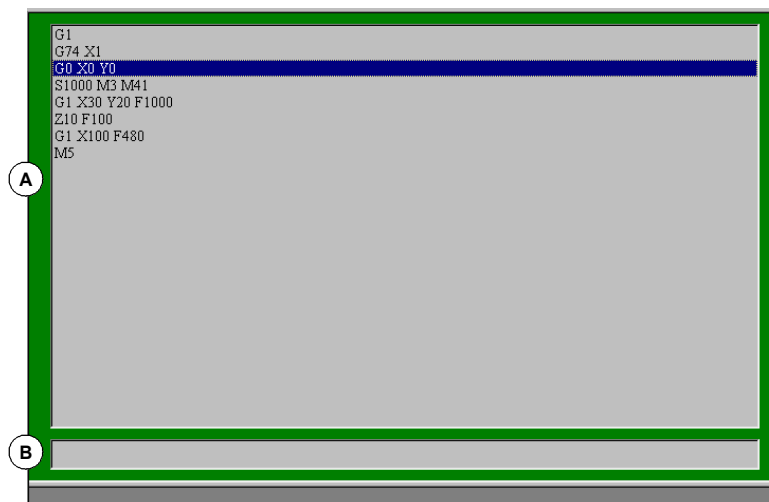 G1
G74 X1
G0 X0 Y0
S1000 M3 M41
G1 X30 Y20 F1000
Z10 F100
G1 X100 F480
M5
A
B